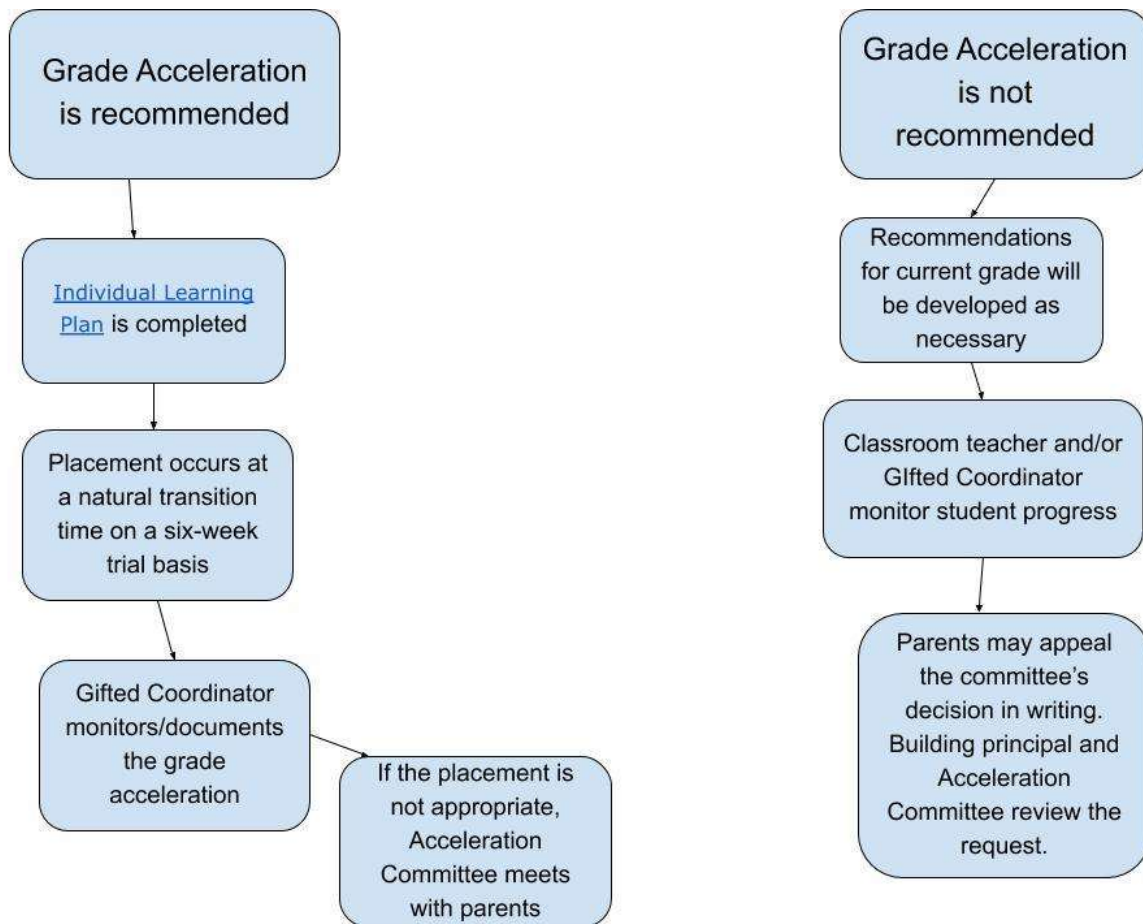 Grade Acceleration
is recommended
Individual Learning
Plan is completed
Placement occurs at
a natural transition
time on a six-week
trial basis
Gifted Coordinator
monitors/documents
the grade
acceleration
If the placement is
not appropriate,
Acceleration
Committee meets
with parents
Grade Acceleration
is not
recommended
Recommendations
for current grade will
be developed as
necessary
Classroom teacher and/or
GIfted Coordinator
monitor student progress
Parents may appeal
the committee’s
decision in writing.
Building principal and
Acceleration
Committee review the
request.